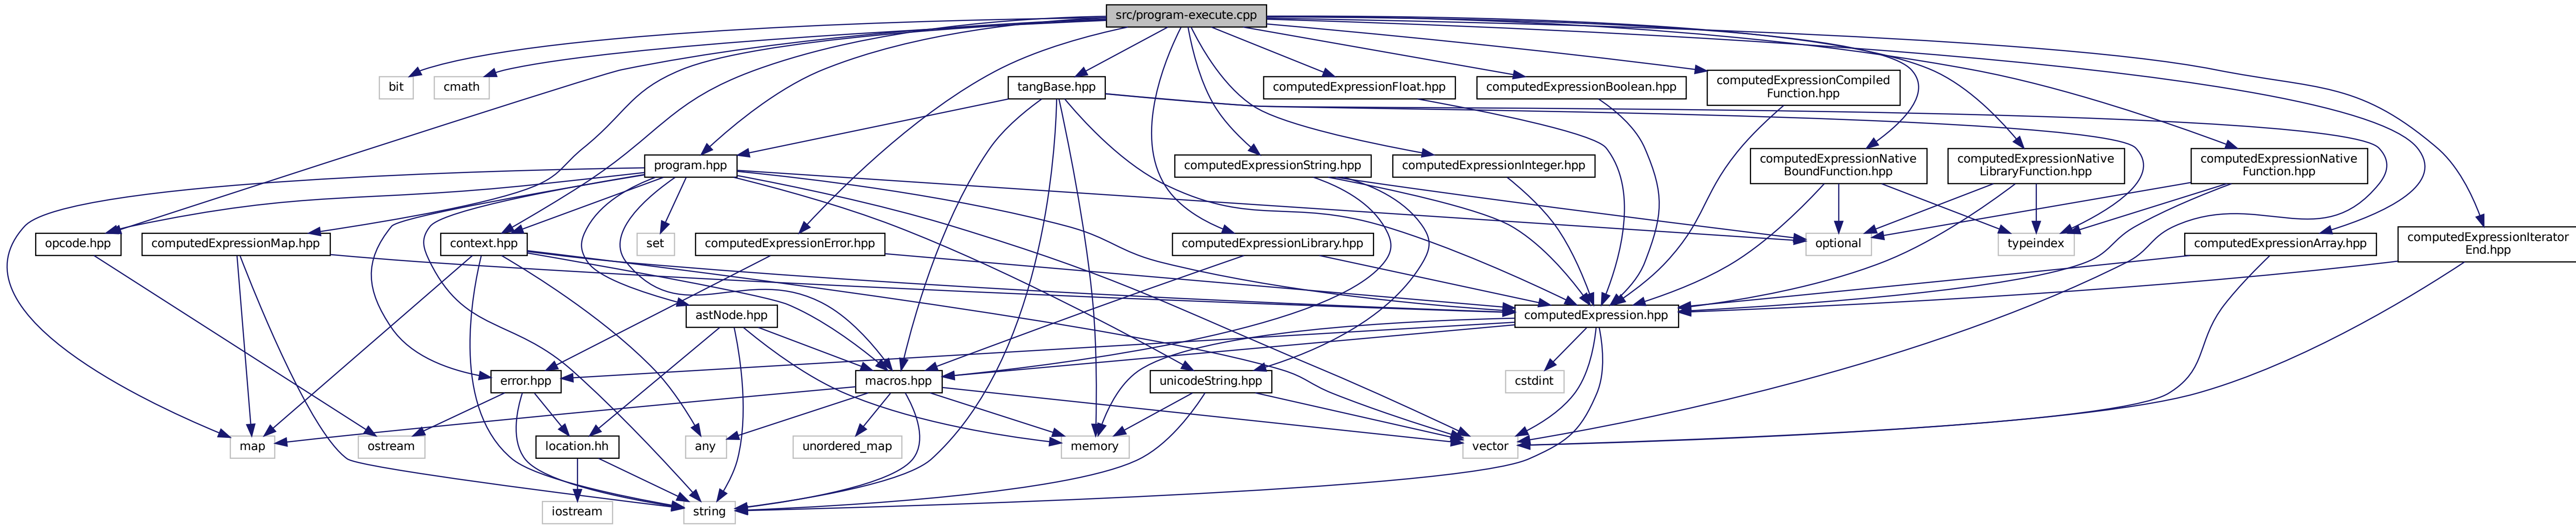 src/program-execute.cpp
bit
cmath
tangBase.hpp
computedExpressionFloat.hpp
computedExpressionBoolean.hpp
computedExpressionCompiled
Function.hpp
program.hpp
computedExpressionString.hpp
computedExpressionInteger.hpp
computedExpressionNative
BoundFunction.hpp
computedExpressionNative
LibraryFunction.hpp
computedExpressionNative
Function.hpp
opcode.hpp
computedExpressionMap.hpp
context.hpp
set
computedExpressionError.hpp
computedExpressionLibrary.hpp
optional
typeindex
computedExpressionArray.hpp
computedExpressionIterator
End.hpp
astNode.hpp
computedExpression.hpp
error.hpp
macros.hpp
unicodeString.hpp
cstdint
map
ostream
location.hh
any
unordered_map
memory
vector
iostream
string